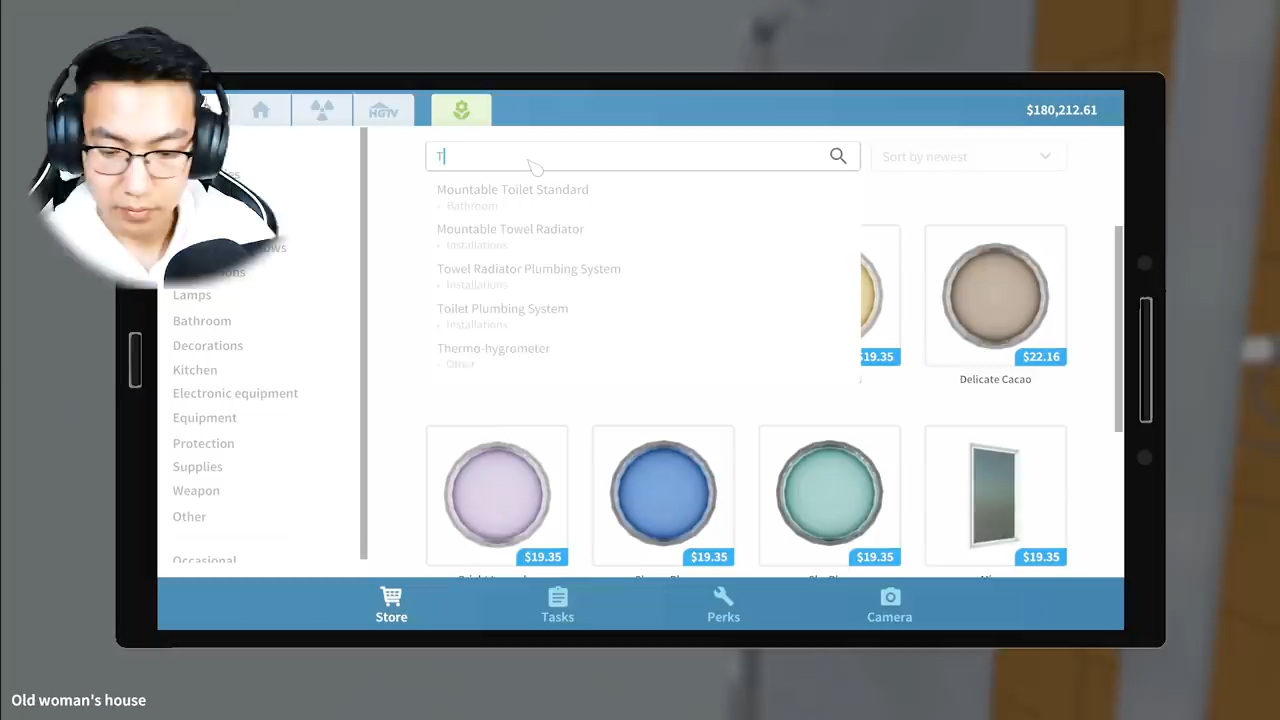 HGTV
$180,212.61
T
Sort by newest
Mountable Toilet Standard
- Bathroom
Mountable Towel Radiator
- Installations
Towel Radiator Plumbing System
- Installations
Toilet Plumbing System
- Installations
Thermo-hygrometer
- Other
Lamps
Bathroom
Decorations
Kitchen
Electronic equipment
Equipment
Protection
Supplies
Weapon
Other
Occasional
$19.35
$22.16
Delicate Cacao
$19.35
$19.35
$19.35
$19.35
Store
Tasks
Perks
Camera
Old woman's house